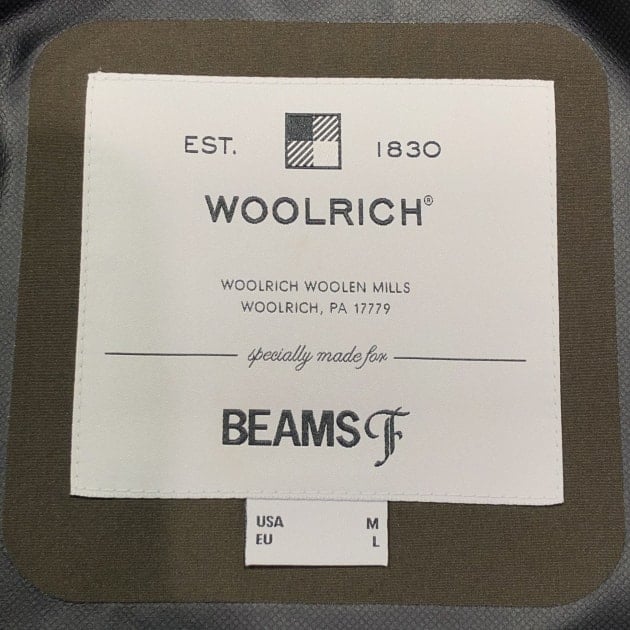 EST. 1830
WOOLRICH®
WOOLRICH WOOLEN MILLS
WOOLRICH, PA 17779
specially made for
BEAMS F
USA M
EU L